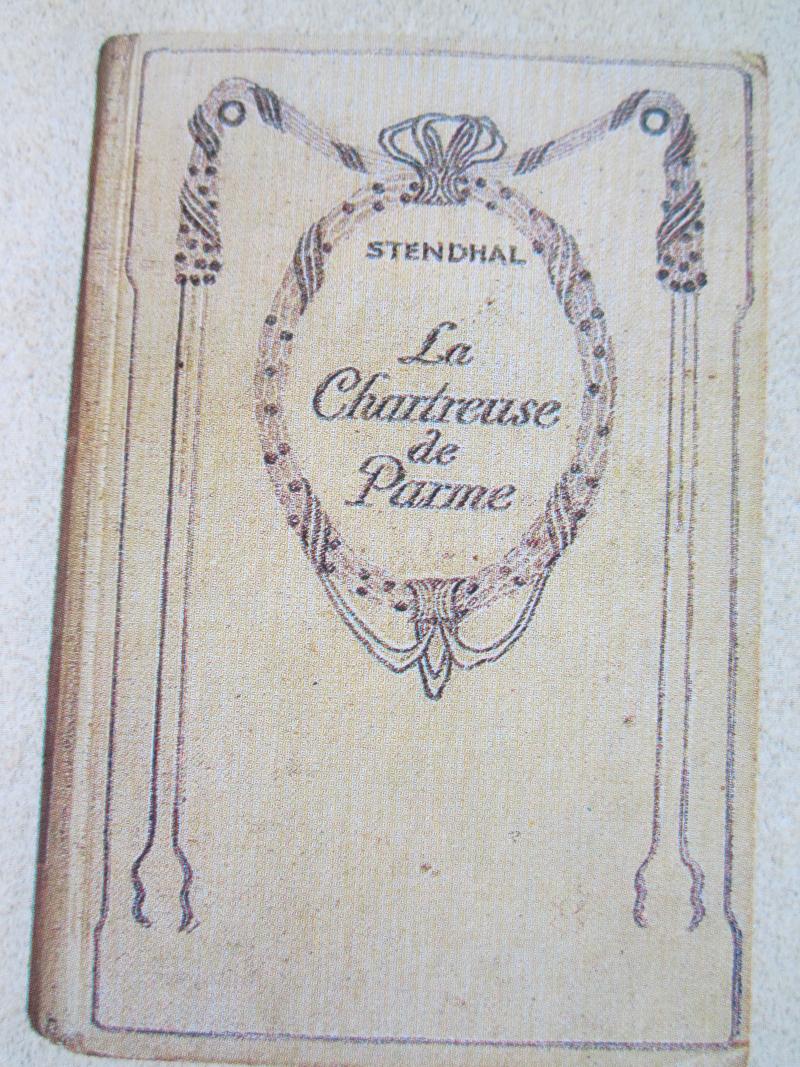 STENDHAL
La
Chartreuse
de
Parme